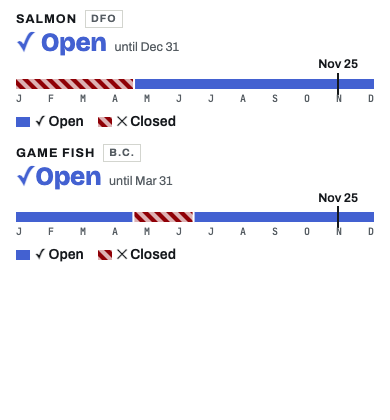 SALMON DFO
✓ Open until Dec 31
Nov 25
J F M A M J J A S O N D
✓ Open ✕ Closed
GAME FISH B.C.
✓ Open until Mar 31
Nov 25
J F M A M J J A S O N D
✓ Open ✕ Closed